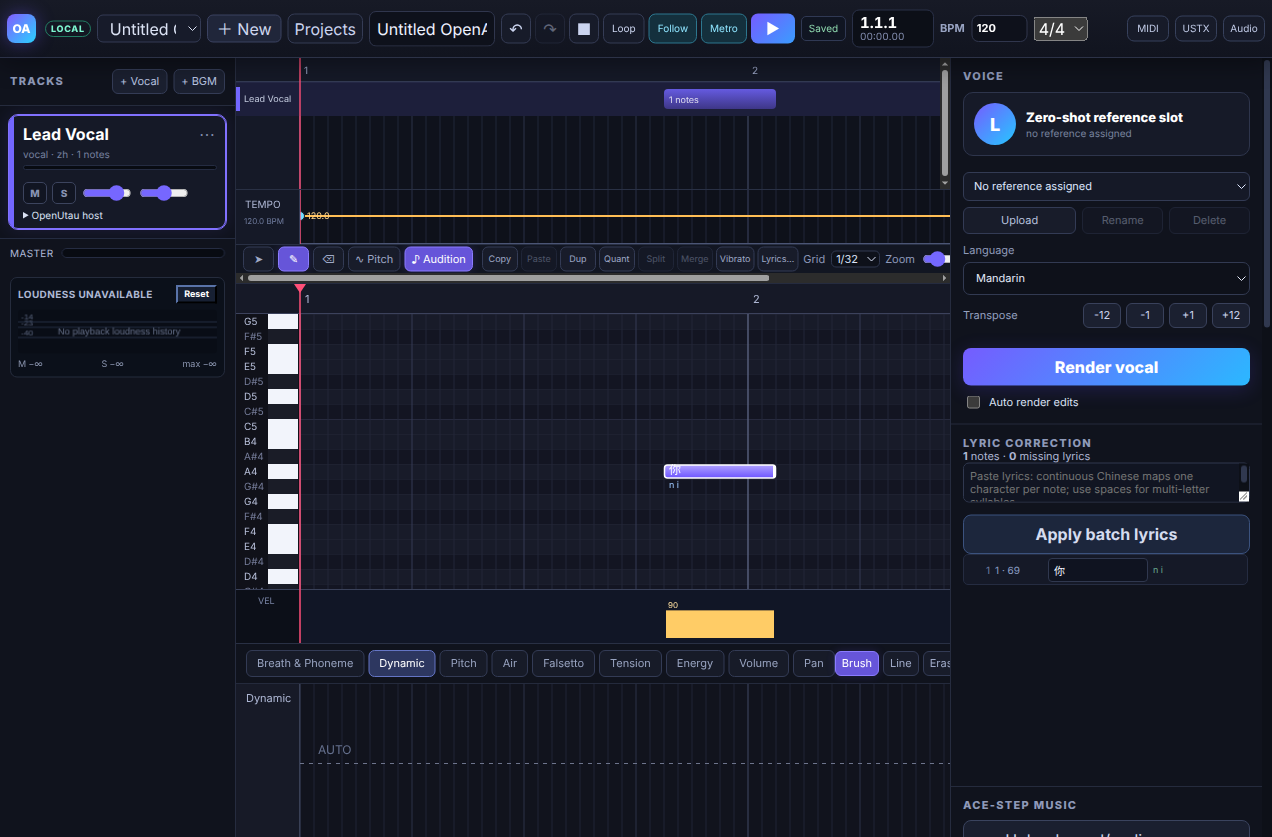 OA LOCAL Untitled ( + New Projects Untitled OpenA Loop Follow Metro Saved 1.1.1 BPM 120 4/4 MIDI USTX Audio
00:00.00
TRACKS + Vocal + BGM
Lead Vocal
vocal · zh · 1 notes
M S
OpenUtau host
MASTER
LOUDNESS UNAVAILABLE Reset
-14
-23
-40
No playback loudness history
M −∞ S −∞ max −∞
1 2
Lead Vocal 1 notes
TEMPO
120.0 BPM 120.0
Pitch Audition Copy Paste Dup Quant Split Merge Vibrato Lyrics... Grid 1/32 Zoom
1 2
G5
F#5
F5
E5
D#5
D5
C#5
C5
B4
A#4
A4 你
G#4 n i
G4
F#4
F4
E4
D#4
D4
VEL 90
Breath & Phoneme Dynamic Pitch Air Falsetto Tension Energy Volume Pan Brush Line Eras
Dynamic
AUTO
VOICE
L Zero-shot reference slot
no reference assigned
No reference assigned
Upload Rename Delete
Language
Mandarin
Transpose -12 -1 +1 +12
Render vocal
Auto render edits
LYRIC CORRECTION
1 notes · 0 missing lyrics
Paste lyrics: continuous Chinese maps one
character per note; use spaces for multi-letter
Apply batch lyrics
1 1 · 69 你 n i
ACE-STEP MUSIC